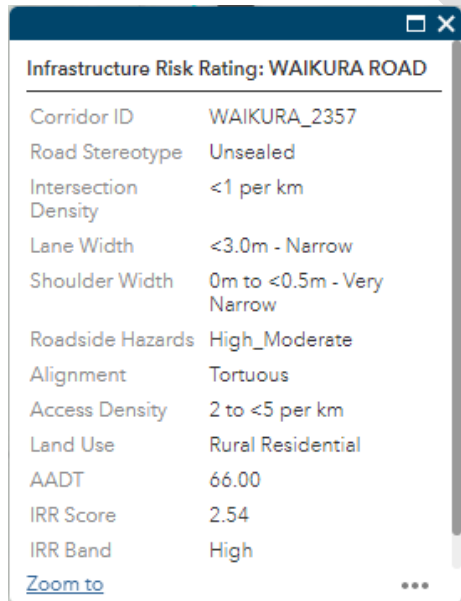 Infrastructure Risk Rating: WAIKURA ROAD
Corridor ID WAIKURA_2357
Road Stereotype Unsealed
Intersection <1 per km
Density
Lane Width <3.0m - Narrow
Shoulder Width 0m to <0.5m - Very
Narrow
Roadside Hazards High_Moderate
Alignment Tortuous
Access Density 2 to <5 per km
Land Use Rural Residential
AADT 66.00
IRR Score 2.54
IRR Band High
Zoom to